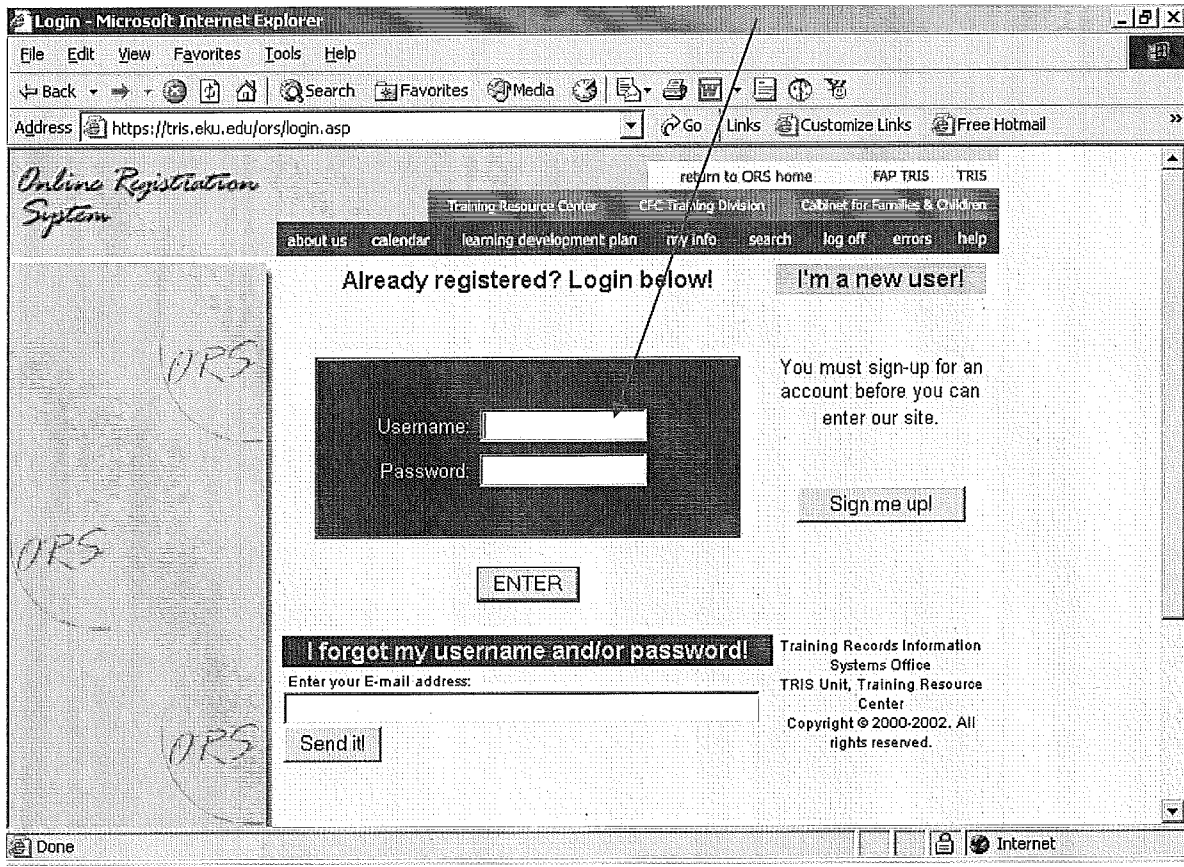 Login - Microsoft Internet Explorer
File Edit View Favorites Tools Help
Back Search Favorites Media
Address https://tris.eku.edu/ors/login.asp Go Links Customize Links Free Hotmail »
Online Registration
System
return to ORS home FAP TRIS TRIS
Training Resource Center CFC Training Division Cabinet for Families & Children
about us calendar learning development plan my info search log off errors help
Already registered? Login below!
I'm a new user!
ORS
You must sign-up for an
account before you can
enter our site.
Username:
Password:
Sign me up!
ORS
ENTER
I forgot my username and/or password!
Enter your E-mail address:
Send it!
Training Records Information
Systems Office
TRIS Unit, Training Resource
Center
Copyright © 2000-2002. All
rights reserved.
ORS
Done Internet